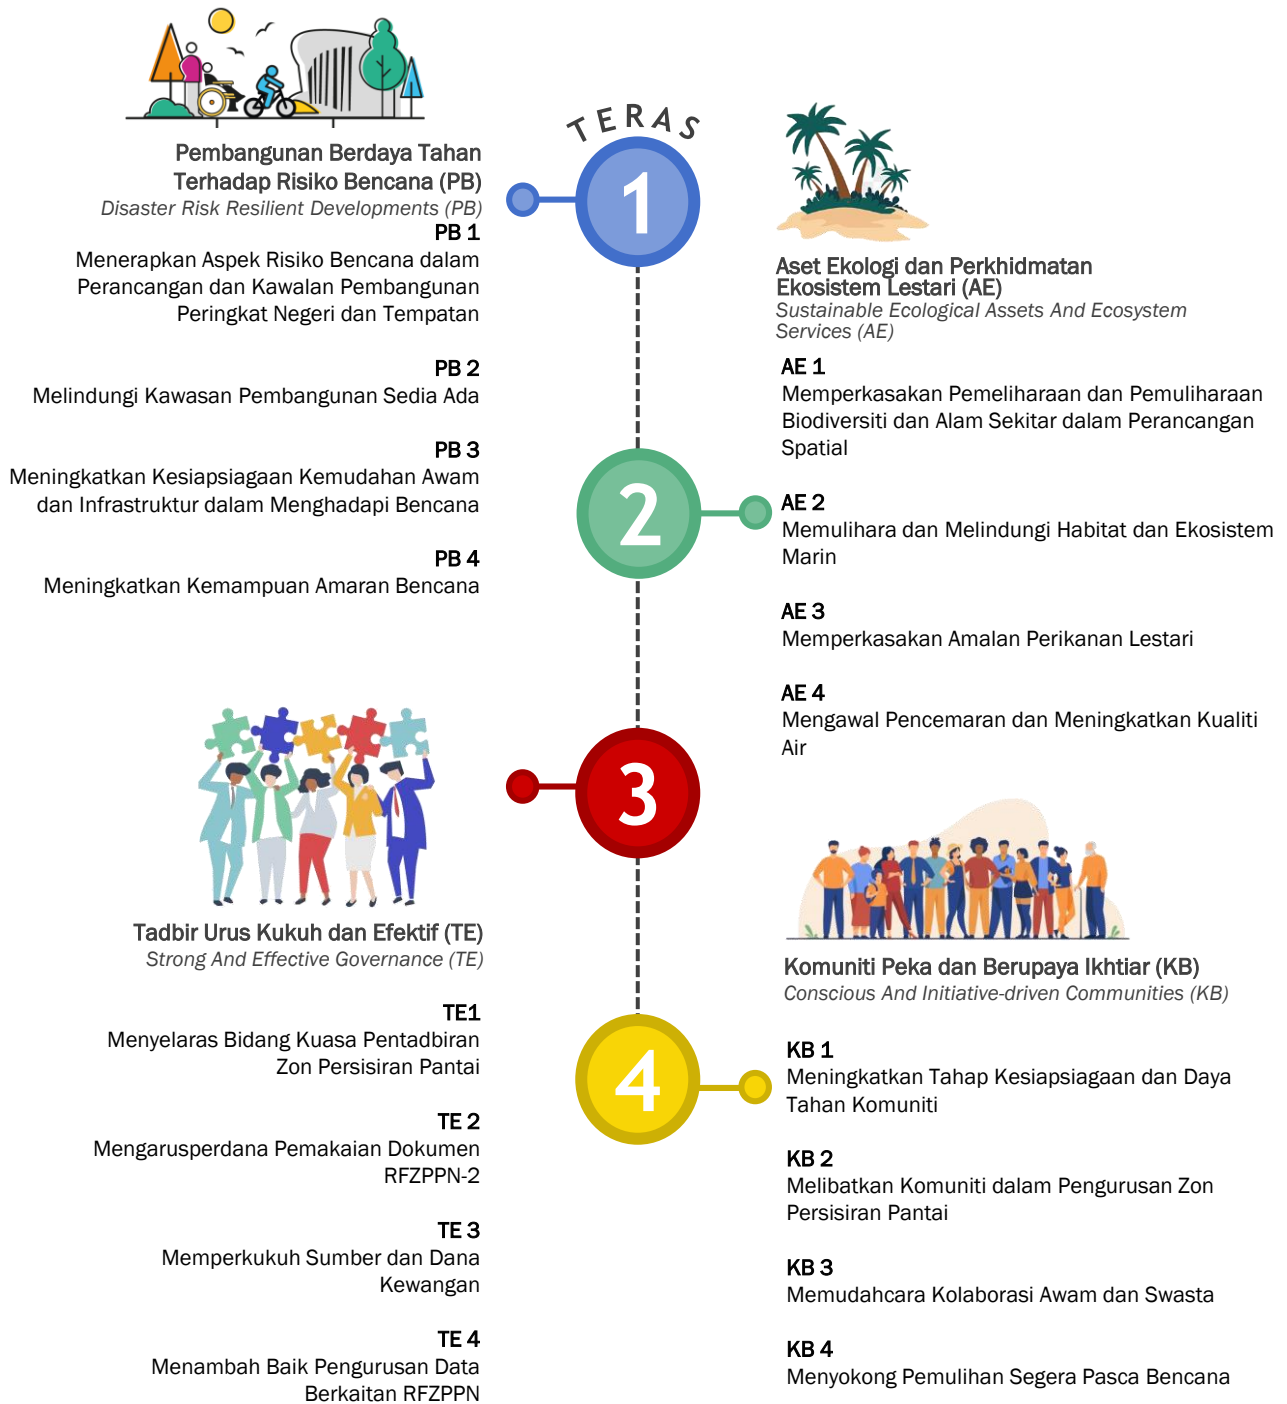 TERAS
1
Pembangunan Berdaya Tahan
Terhadap Risiko Bencana (PB)
Disaster Risk Resilient Developments (PB)
PB 1
Menerapkan Aspek Risiko Bencana dalam
Perancangan dan Kawalan Pembangunan
Peringkat Negeri dan Tempatan
PB 2
Melindungi Kawasan Pembangunan Sedia Ada
PB 3
Meningkatkan Kesiapsiagaan Kemudahan Awam
dan Infrastruktur dalam Menghadapi Bencana
PB 4
Meningkatkan Kemampuan Amaran Bencana
2
Aset Ekologi dan Perkhidmatan
Ekosistem Lestari (AE)
Sustainable Ecological Assets And Ecosystem
Services (AE)
AE 1
Memperkasakan Pemeliharaan dan Pemuliharaan
Biodiversiti dan Alam Sekitar dalam Perancangan
Spatial
AE 2
Memulihara dan Melindungi Habitat dan Ekosistem
Marin
AE 3
Memperkasakan Amalan Perikanan Lestari
AE 4
Mengawal Pencemaran dan Meningkatkan Kualiti
Air
3
Tadbir Urus Kukuh dan Efektif (TE)
Strong And Effective Governance (TE)
TE1
Menyelaras Bidang Kuasa Pentadbiran
Zon Persisiran Pantai
TE 2
Mengarusperdana Pemakaian Dokumen
RFZPPN-2
TE 3
Memperkukuh Sumber dan Dana
Kewangan
TE 4
Menambah Baik Pengurusan Data
Berkaitan RFZPPN
4
Komuniti Peka dan Berupaya Ikhtiar (KB)
Conscious And Initiative-driven Communities (KB)
KB 1
Meningkatkan Tahap Kesiapsiagaan dan Daya
Tahan Komuniti
KB 2
Melibatkan Komuniti dalam Pengurusan Zon
Persisiran Pantai
KB 3
Memudahcara Kolaborasi Awam dan Swasta
KB 4
Menyokong Pemulihan Segera Pasca Bencana